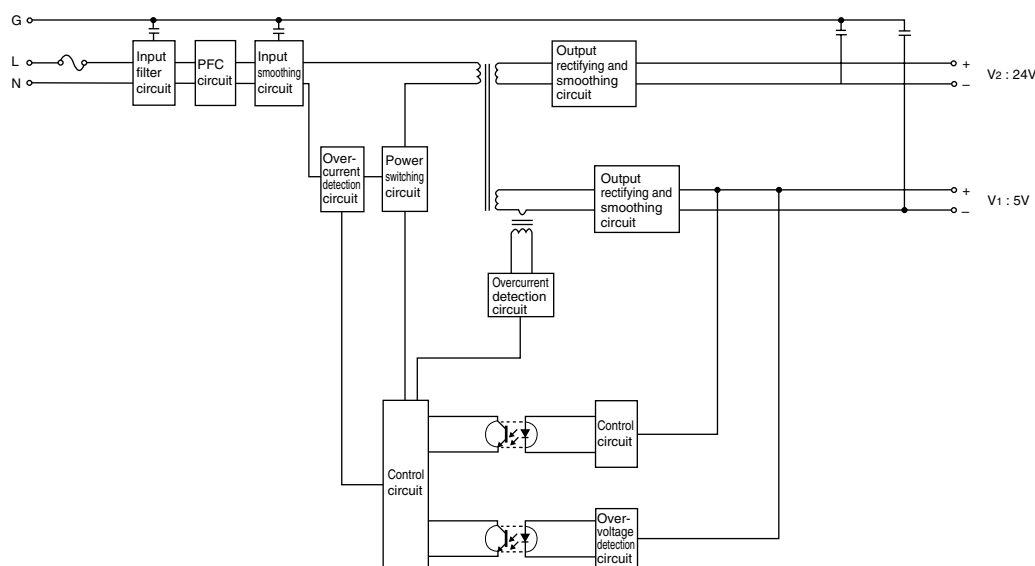 G
L
N
Input
filter
circuit
PFC
circuit
Input
smoothing
circuit
Output
rectifying and
smoothing
circuit
+
–
V2 : 24V
Over-
current
detection
circuit
Power
switching
circuit
Output
rectifying and
smoothing
circuit
+
–
V1 : 5V
Overcurrent
detection
circuit
Control
circuit
Control
circuit
Over-
voltage
detection
circuit